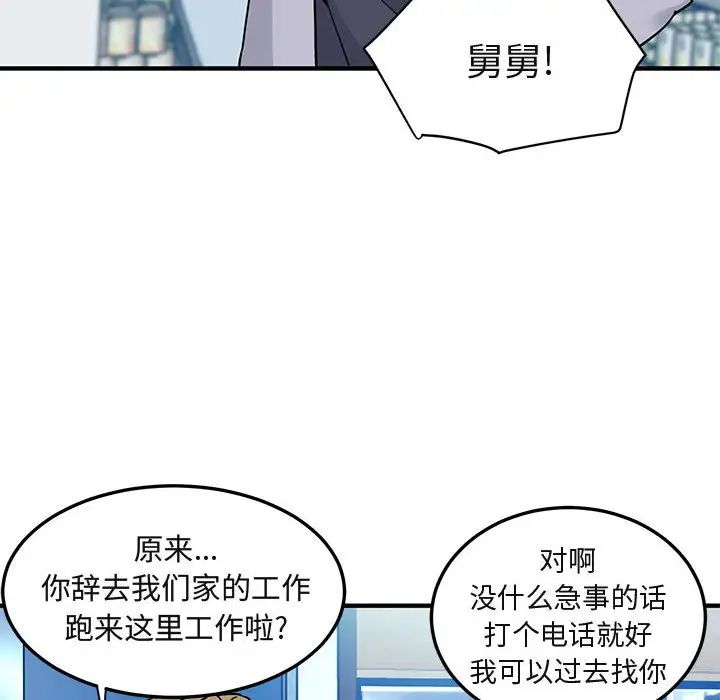 舅舅!
原来...
你辞去我们家的工作
跑来这里工作啦?
对啊
没什么急事的话
打个电话就好
我可以过去找你